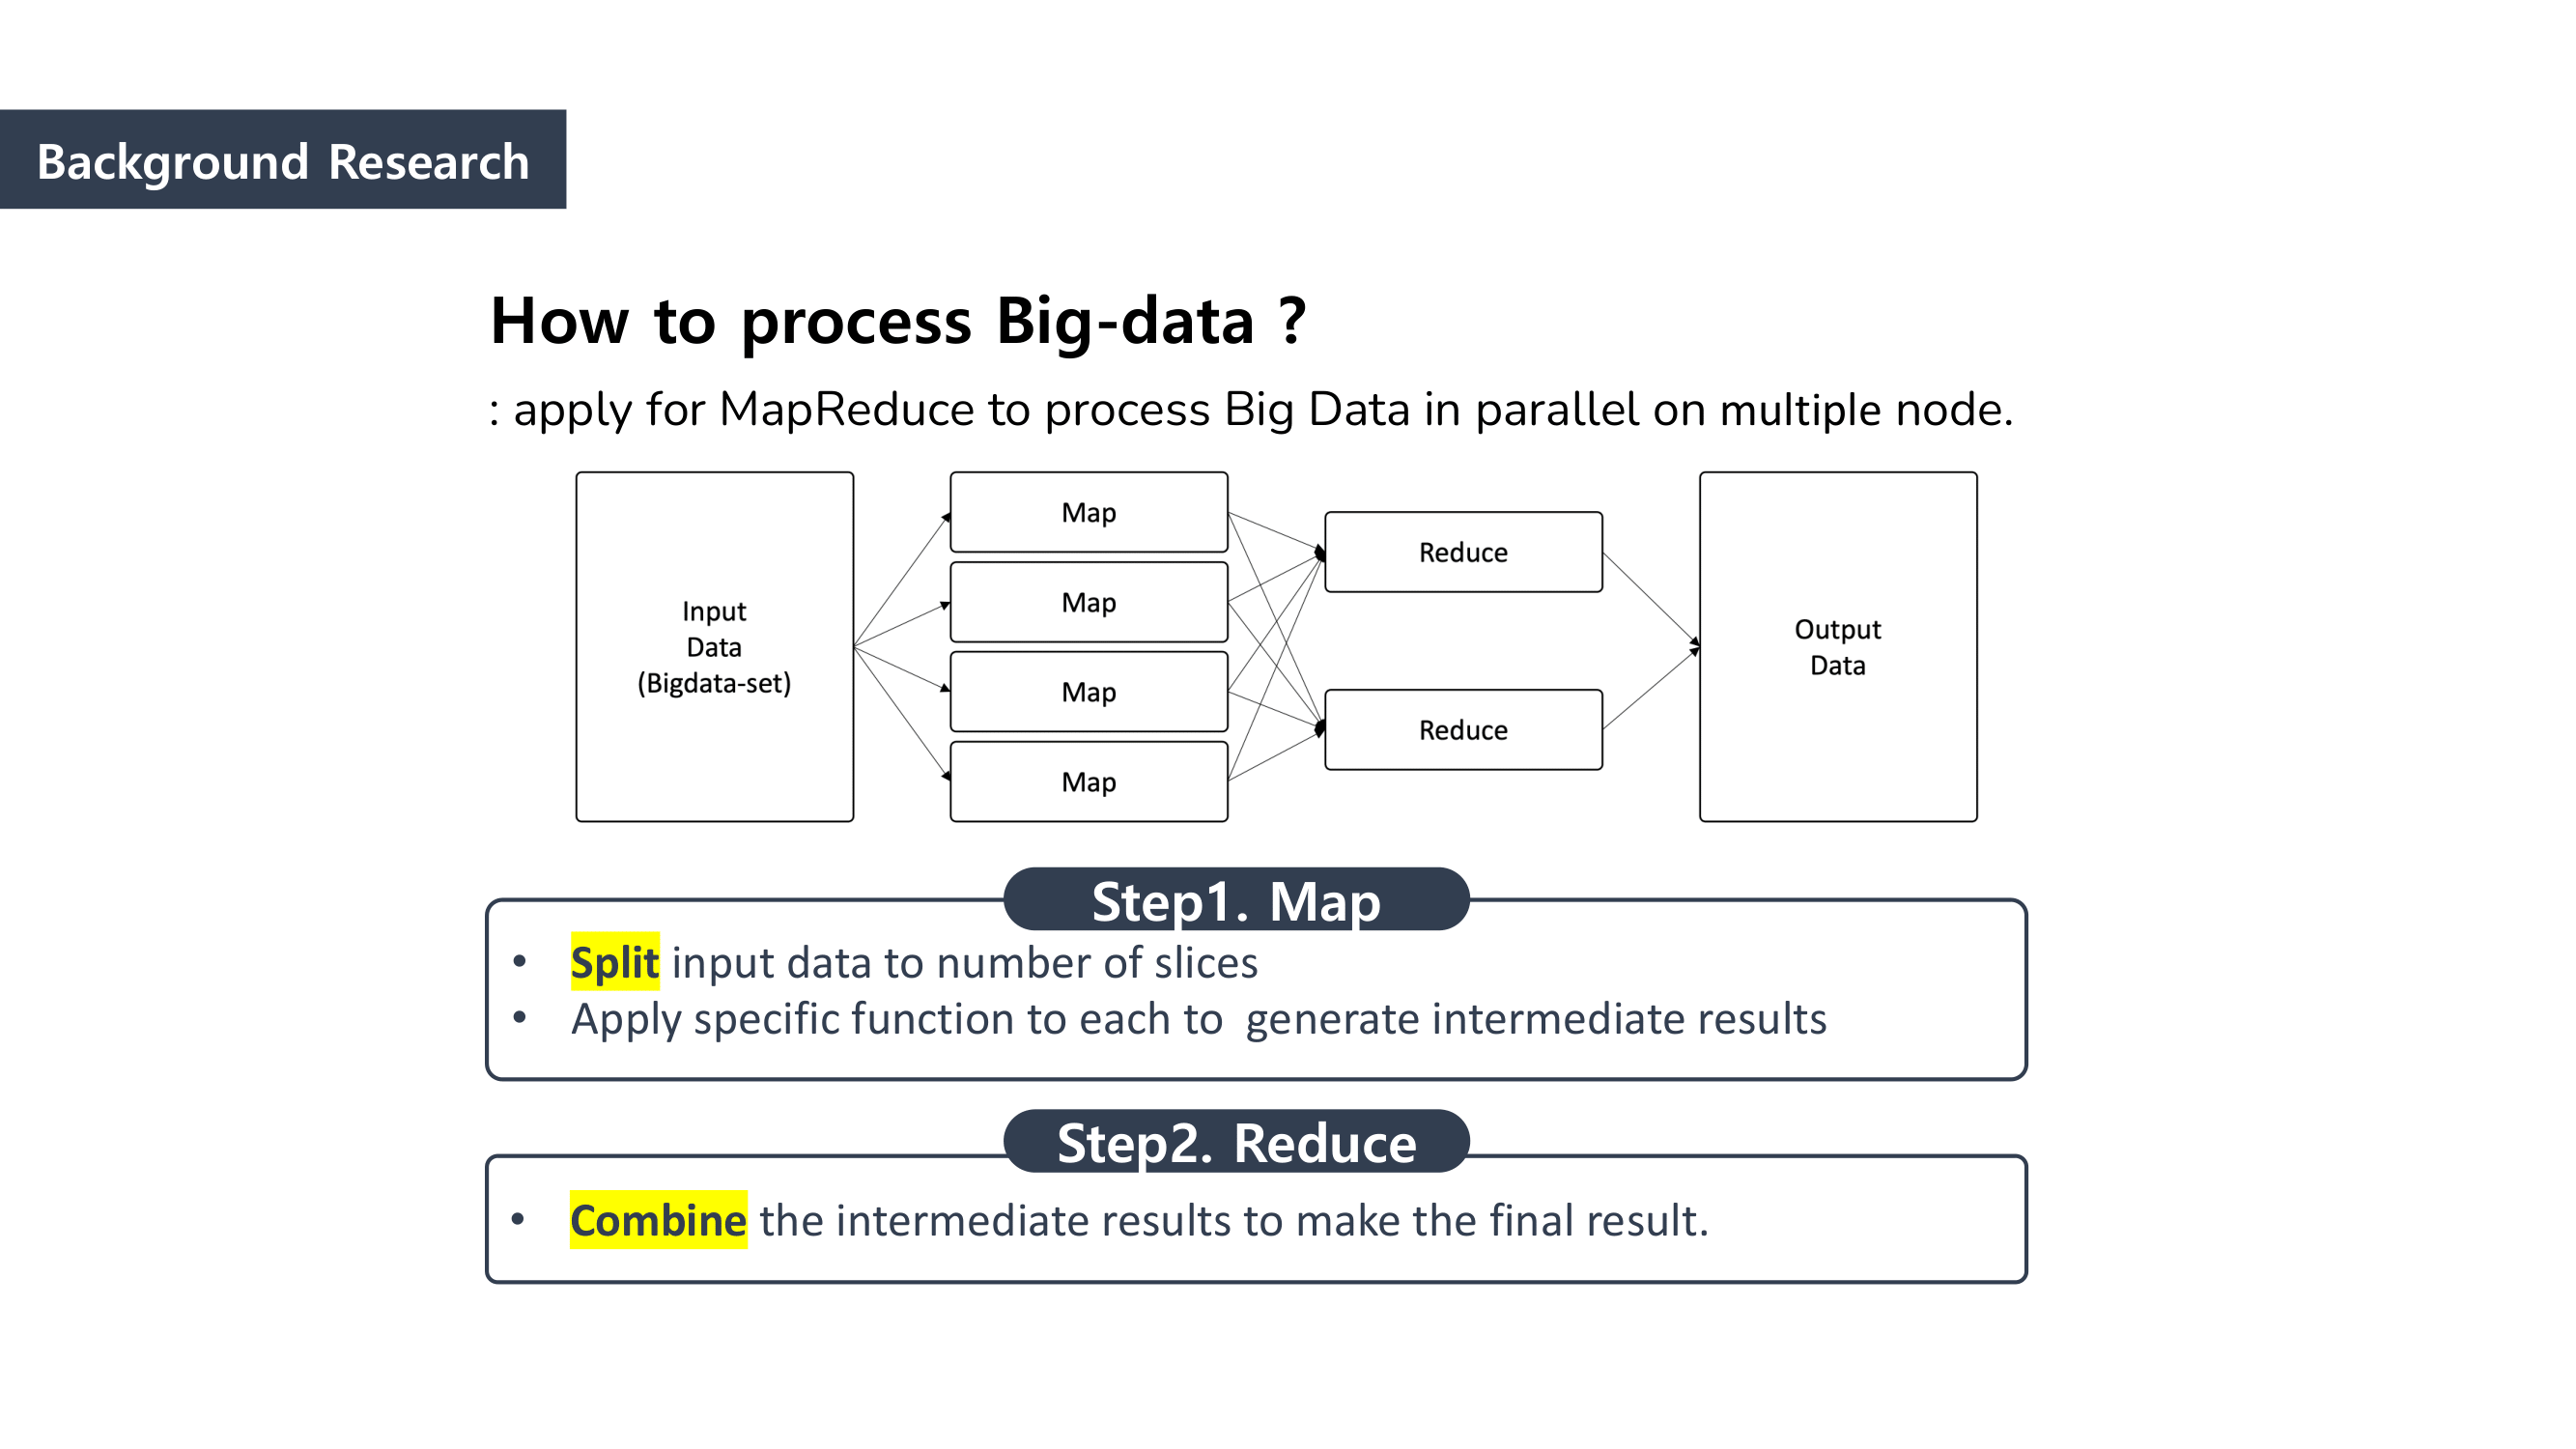 Background Research
How to process Big-data ?
: apply for MapReduce to process Big Data in parallel on multiple node.
Input
Data
(Bigdata-set)
Map
Map
Map
Map
Reduce
Reduce
Output
Data
Step1. Map
• Split input data to number of slices
• Apply specific function to each to  generate intermediate results
Step2. Reduce
• Combine the intermediate results to make the final result.